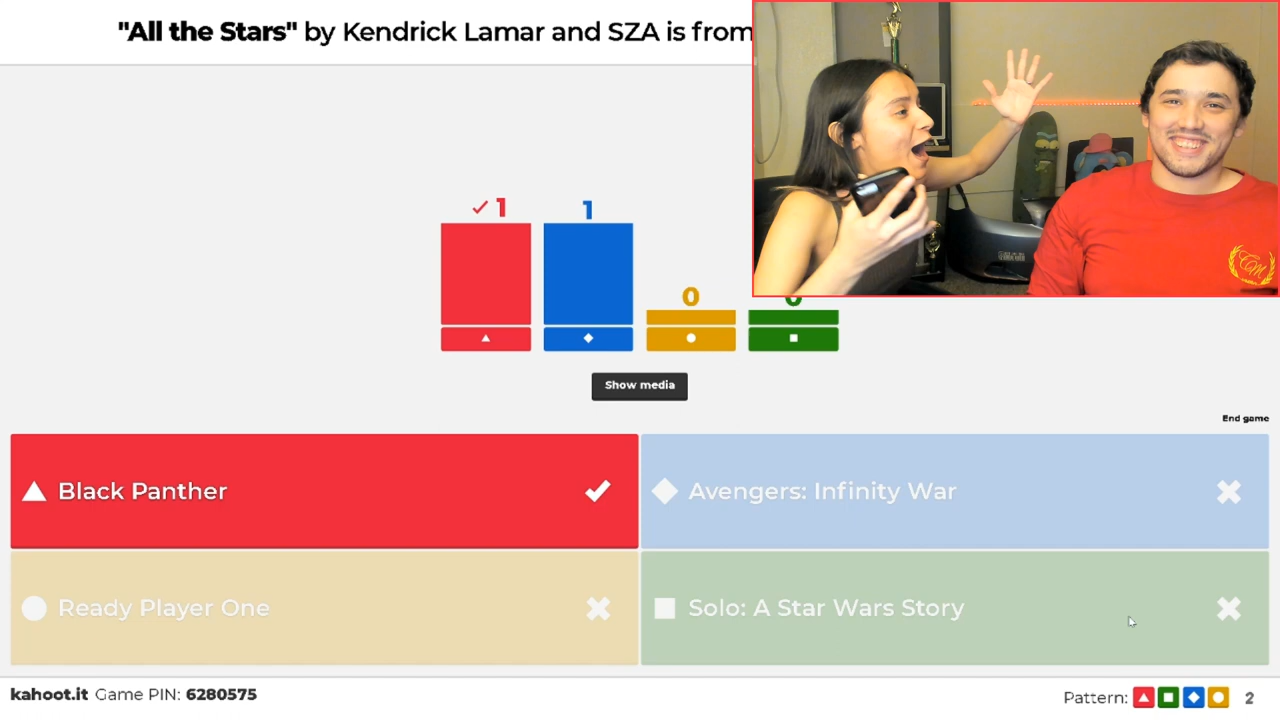 "All the Stars" by Kendrick Lamar and SZA is from
1
1
0
Show media
End game
Black Panther
Avengers: Infinity War
Ready Player One
Solo: A Star Wars Story
kahoot.it Game PIN: 6280575
Pattern: 2